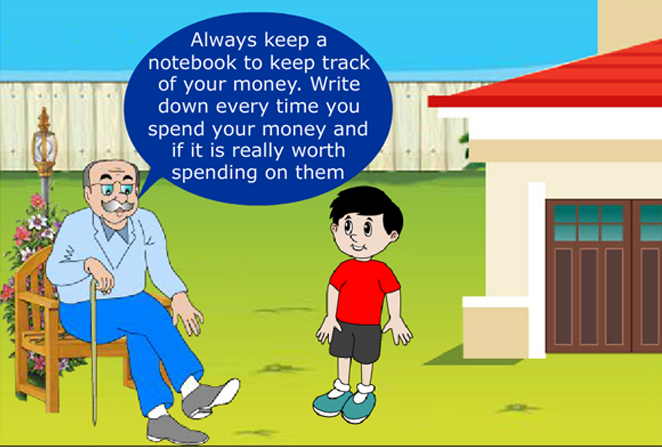 Always keep a
notebook to keep track
of your money. Write
down every time you
spend your money and
if it is really worth
spending on them